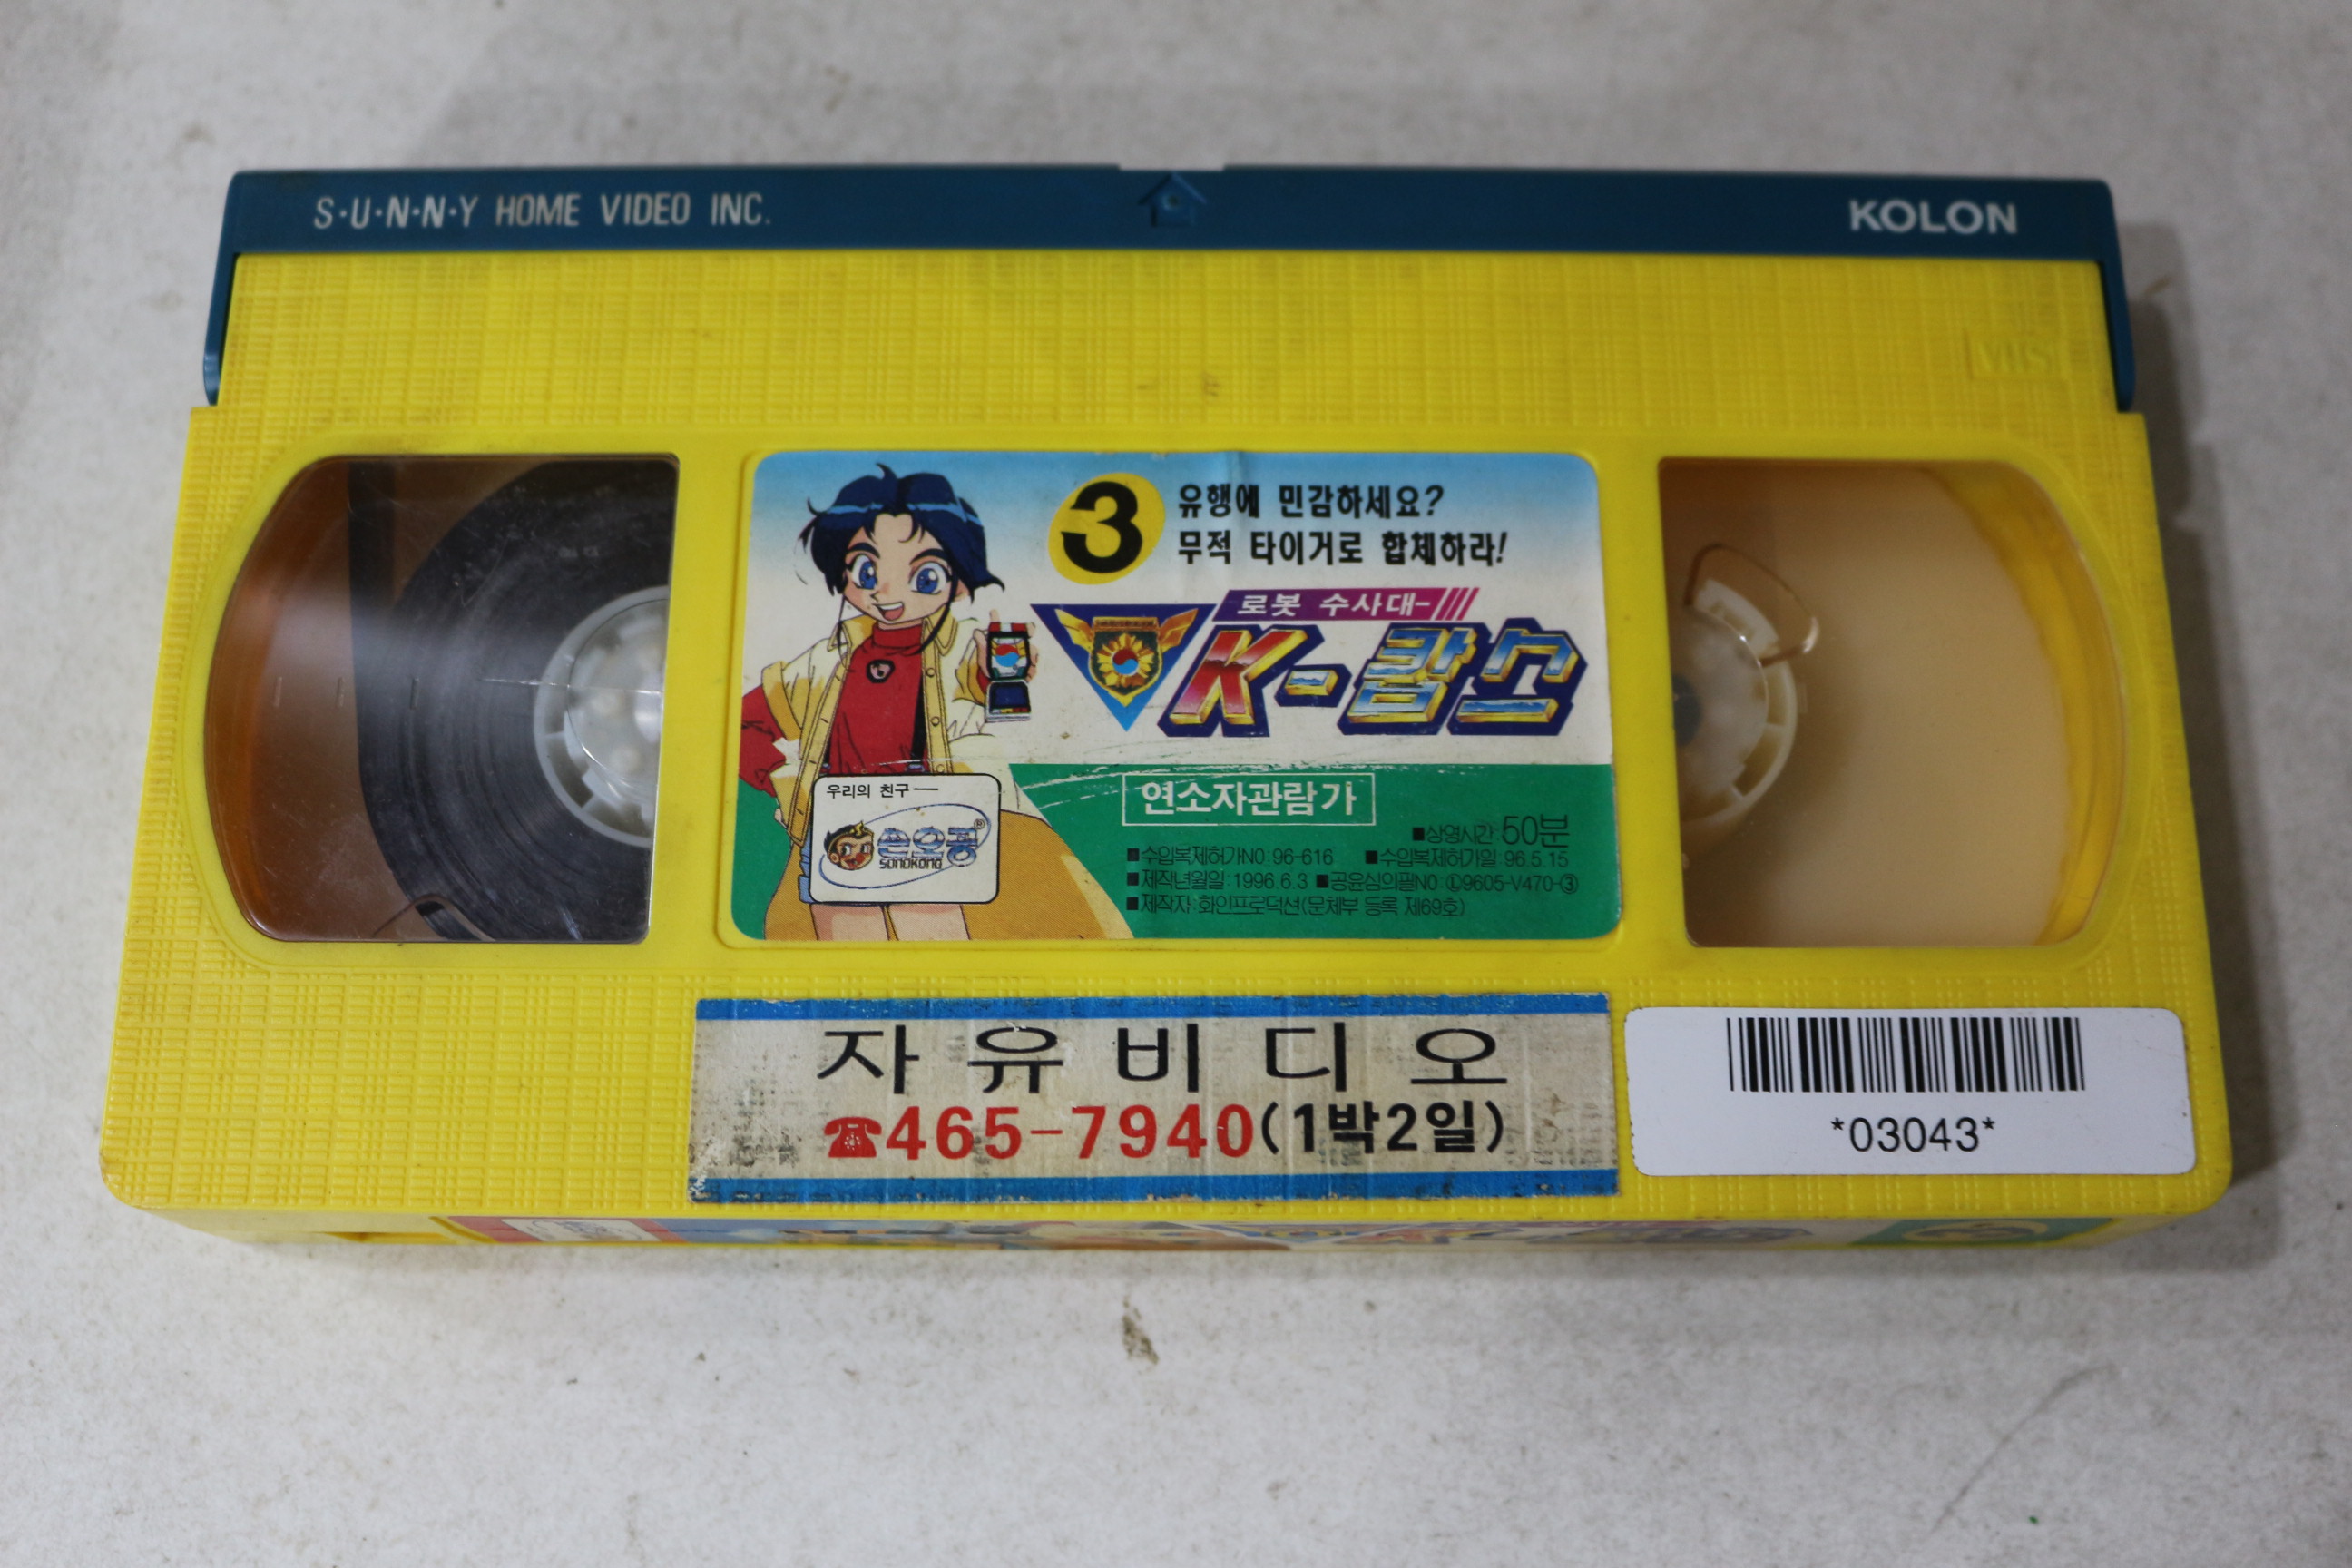 S·U·N·N·Y HOME VIDEO INC.
KOLON
VHS
3
유행에 민감하세요?
무적 타이거로 합체하라!
로봇 수사대-
K-캅스
우리의 친구
손오공
SONOKONG
연소자관람가
■상영시간:50분
■수입복제허가N0:96-616 ■수입복제허가일:96.5.15
■제작년월일:1996.6.3 ■공윤심의필N0:Ⓛ9605-V470-③
■제작자:화인프로덕션(문체부 등록 제69호)
자유비디오
☎465-7940(1박2일)
*03043*